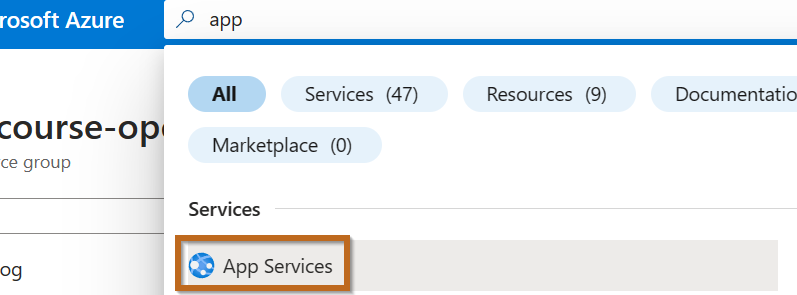 rosoft Azure
app
All
Services (47)
Resources (9)
Documentatio
Marketplace (0)
course-op
ce group
Services
App Services
og